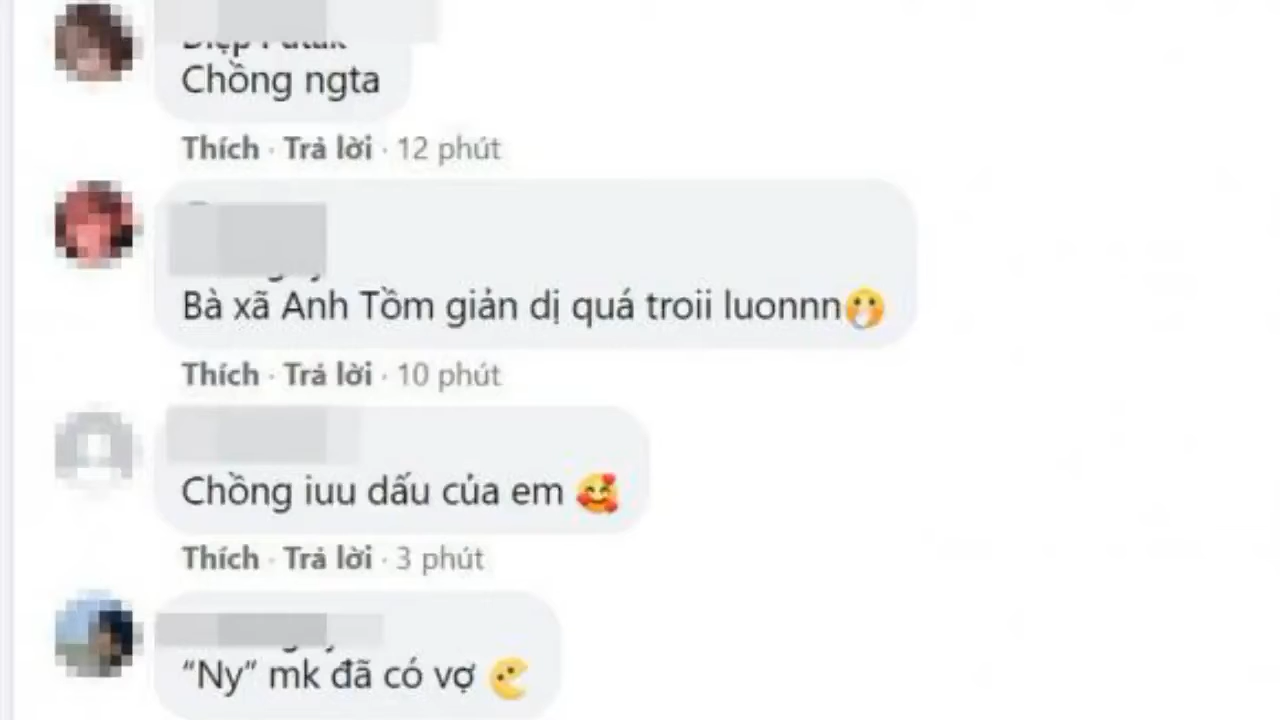 Chồng ngta
Thích · Trả lời · 12 phút
Bà xã Anh Tồm giản dị quá troii luonnn🫢
Thích · Trả lời · 10 phút
Chồng iuu dấu của em 🥰
Thích · Trả lời · 3 phút
“Ny” mk đã có vợ